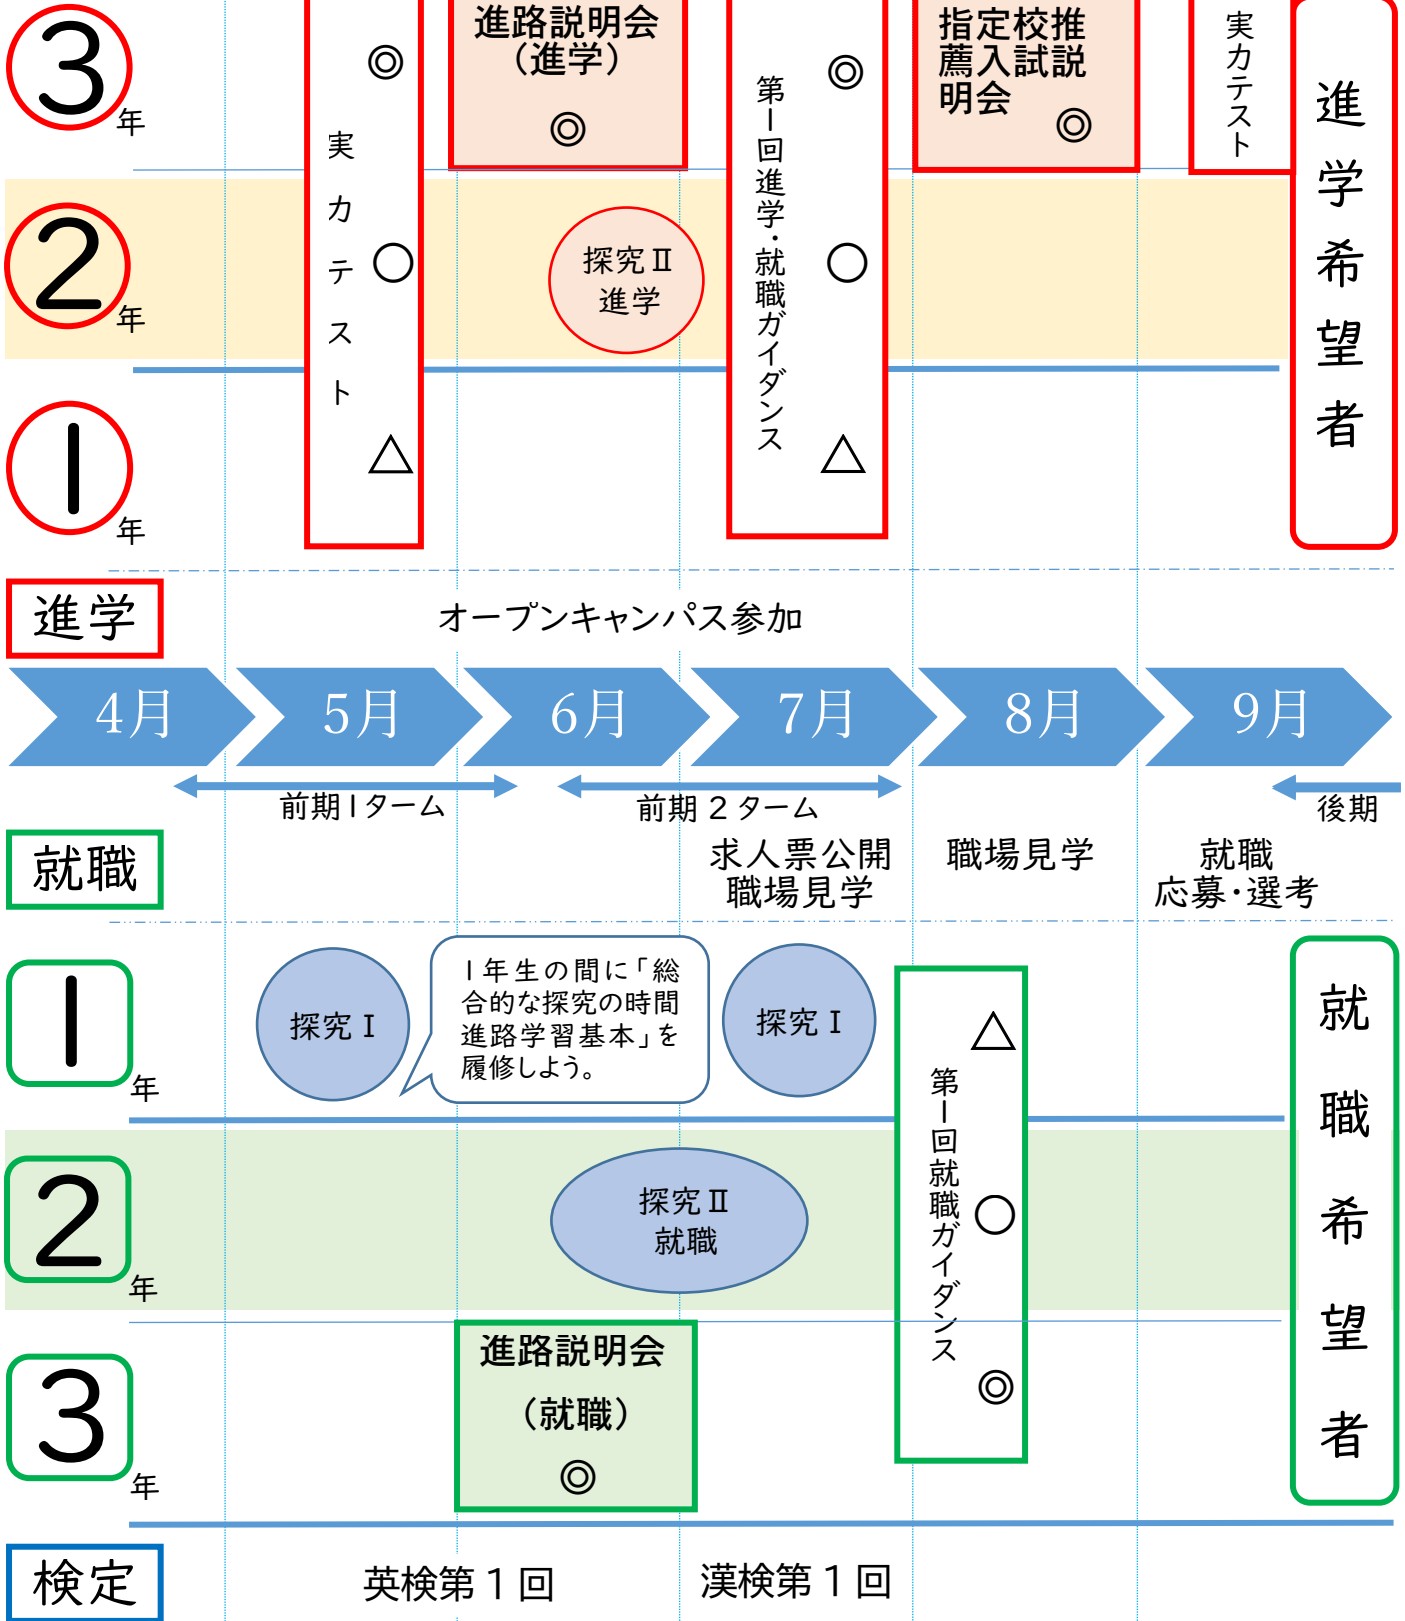 3年
実力テスト
◎
○
△
進路説明会
（進学）
◎
第1回進学・就職ガイダンス
◎
○
△
指定校推
薦入試説
明会
◎
実力テスト
進学希望者
2年
探究Ⅱ
進学
1年
進学
オープンキャンパス参加
4月
5月
6月
7月
8月
9月
前期1ターム
前期2ターム
後期
就職
求人票公開
職場見学
職場見学
就職
応募・選考
1年
探究Ⅰ
1年生の間に「総
合的な探究の時間
進路学習基本」を
履修しよう。
探究Ⅰ
第1回就職ガイダンス
△
○
◎
就職希望者
2年
探究Ⅱ
就職
3年
進路説明会
（就職）
◎
検定
英検第1回
漢検第1回